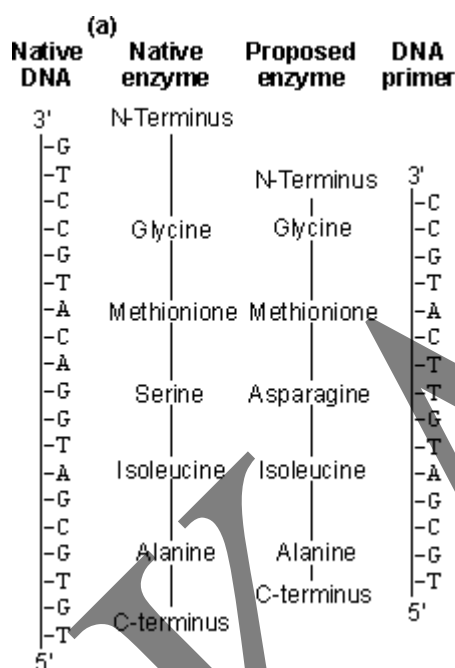 (a)
Native Native Proposed DNA
DNA enzyme enzyme primer
3' N-Terminus
-G
-T N-Terminus 3'
-C -C
-C Glycine Glycine -C
-G -G
-T -T
-A Methionione Methionione -A
-C -C
-A -T
-G Serine Asparagine -T
-G -G
-T -T
-A Isoleucine Isoleucine -A
-G -G
-C -C
-G Alanine Alanine -G
-T C-terminus -T
-G C-terminus 5'
-T
5'